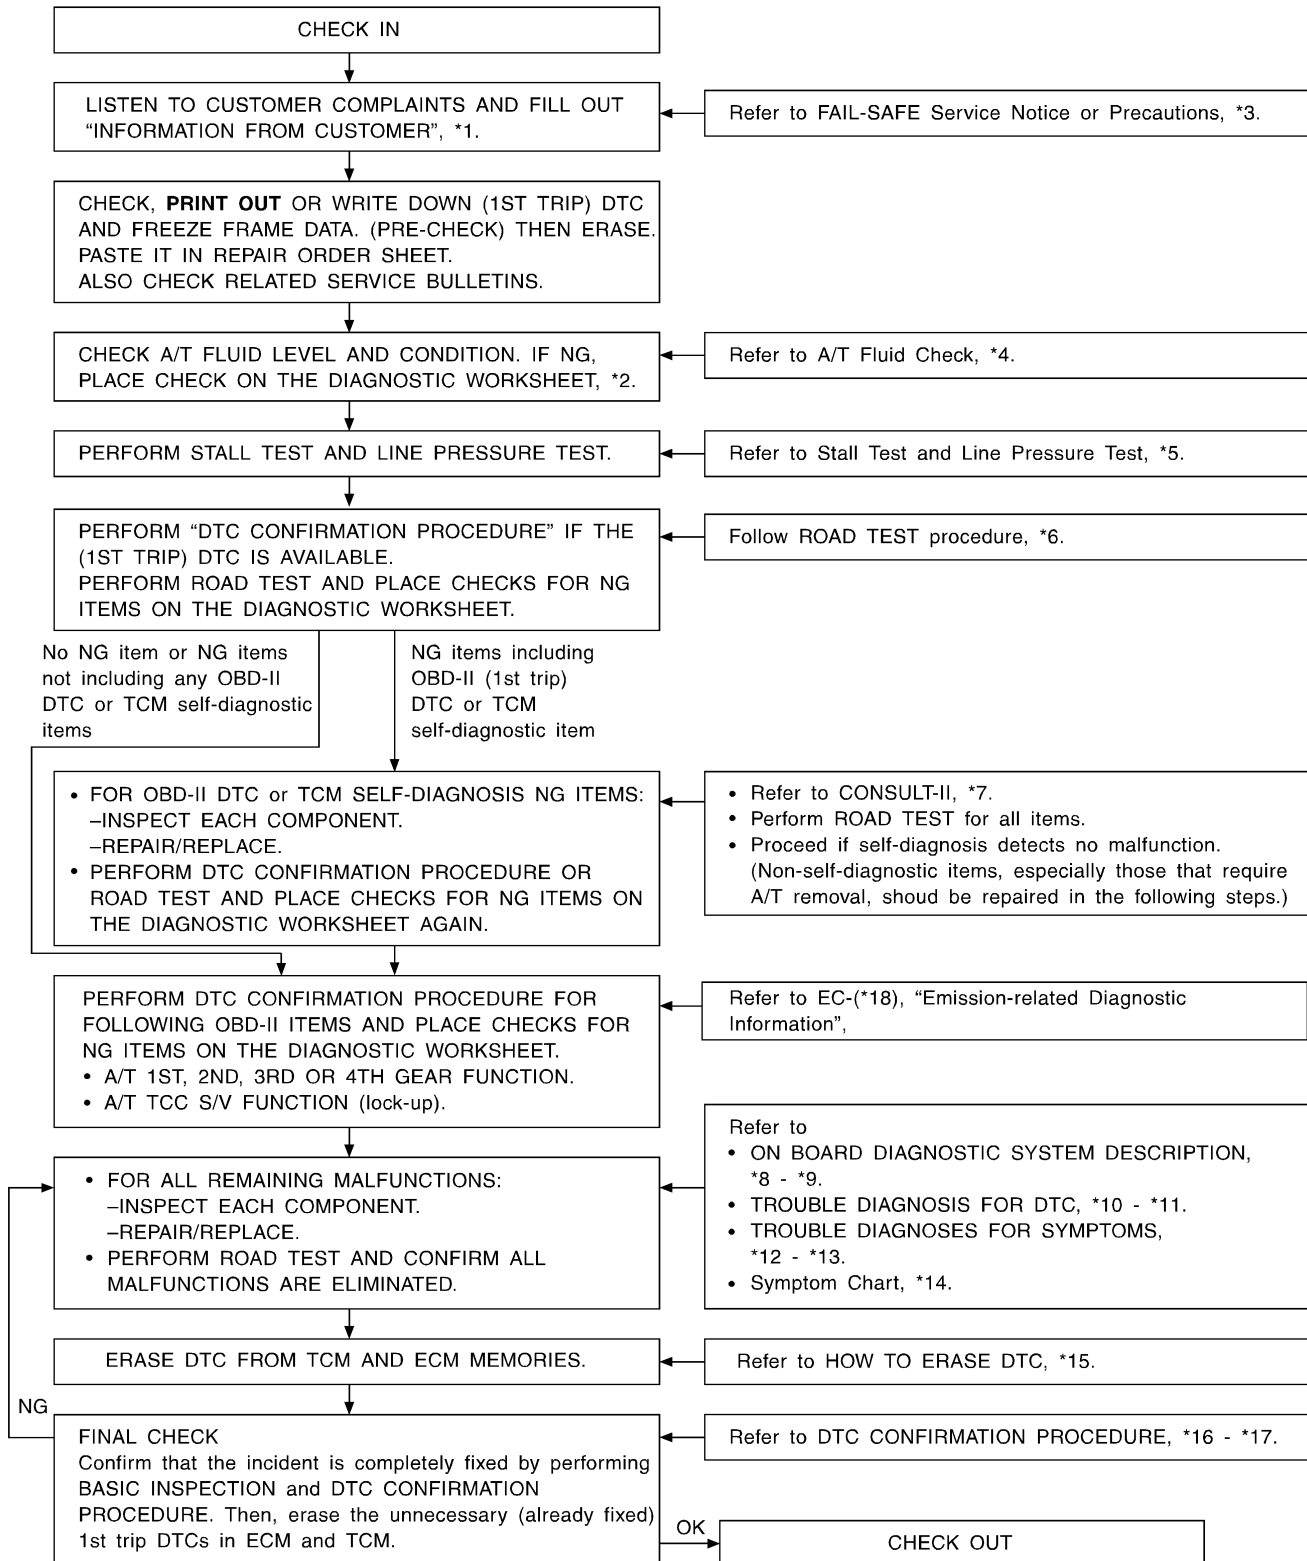 CHECK IN
LISTEN TO CUSTOMER COMPLAINTS AND FILL OUT
“INFORMATION FROM CUSTOMER”, *1.
Refer to FAIL-SAFE Service Notice or Precautions, *3.
CHECK, PRINT OUT OR WRITE DOWN (1ST TRIP) DTC
AND FREEZE FRAME DATA. (PRE-CHECK) THEN ERASE.
PASTE IT IN REPAIR ORDER SHEET.
ALSO CHECK RELATED SERVICE BULLETINS.
CHECK A/T FLUID LEVEL AND CONDITION. IF NG,
PLACE CHECK ON THE DIAGNOSTIC WORKSHEET, *2.
Refer to A/T Fluid Check, *4.
PERFORM STALL TEST AND LINE PRESSURE TEST.
Refer to Stall Test and Line Pressure Test, *5.
PERFORM “DTC CONFIRMATION PROCEDURE” IF THE
(1ST TRIP) DTC IS AVAILABLE.
PERFORM ROAD TEST AND PLACE CHECKS FOR NG
ITEMS ON THE DIAGNOSTIC WORKSHEET.
Follow ROAD TEST procedure, *6.
No NG item or NG items
not including any OBD-II
DTC or TCM self-diagnostic
items
NG items including
OBD-II (1st trip)
DTC or TCM
self-diagnostic item
• FOR OBD-II DTC or TCM SELF-DIAGNOSIS NG ITEMS:
–INSPECT EACH COMPONENT.
–REPAIR/REPLACE.
• PERFORM DTC CONFIRMATION PROCEDURE OR
ROAD TEST AND PLACE CHECKS FOR NG ITEMS ON
THE DIAGNOSTIC WORKSHEET AGAIN.
• Refer to CONSULT-II, *7.
• Perform ROAD TEST for all items.
• Proceed if self-diagnosis detects no malfunction.
(Non-self-diagnostic items, especially those that require
A/T removal, shoud be repaired in the following steps.)
PERFORM DTC CONFIRMATION PROCEDURE FOR
FOLLOWING OBD-II ITEMS AND PLACE CHECKS FOR
NG ITEMS ON THE DIAGNOSTIC WORKSHEET.
• A/T 1ST, 2ND, 3RD OR 4TH GEAR FUNCTION.
• A/T TCC S/V FUNCTION (lock-up).
Refer to EC-(*18), “Emission-related Diagnostic
Information”,
• FOR ALL REMAINING MALFUNCTIONS:
–INSPECT EACH COMPONENT.
–REPAIR/REPLACE.
• PERFORM ROAD TEST AND CONFIRM ALL
MALFUNCTIONS ARE ELIMINATED.
Refer to
• ON BOARD DIAGNOSTIC SYSTEM DESCRIPTION,
*8 - *9.
• TROUBLE DIAGNOSIS FOR DTC, *10 - *11.
• TROUBLE DIAGNOSES FOR SYMPTOMS,
*12 - *13.
• Symptom Chart, *14.
ERASE DTC FROM TCM AND ECM MEMORIES.
Refer to HOW TO ERASE DTC, *15.
NG
FINAL CHECK
Confirm that the incident is completely fixed by performing
BASIC INSPECTION and DTC CONFIRMATION
PROCEDURE. Then, erase the unnecessary (already fixed)
1st trip DTCs in ECM and TCM.
Refer to DTC CONFIRMATION PROCEDURE, *16 - *17.
OK
CHECK OUT